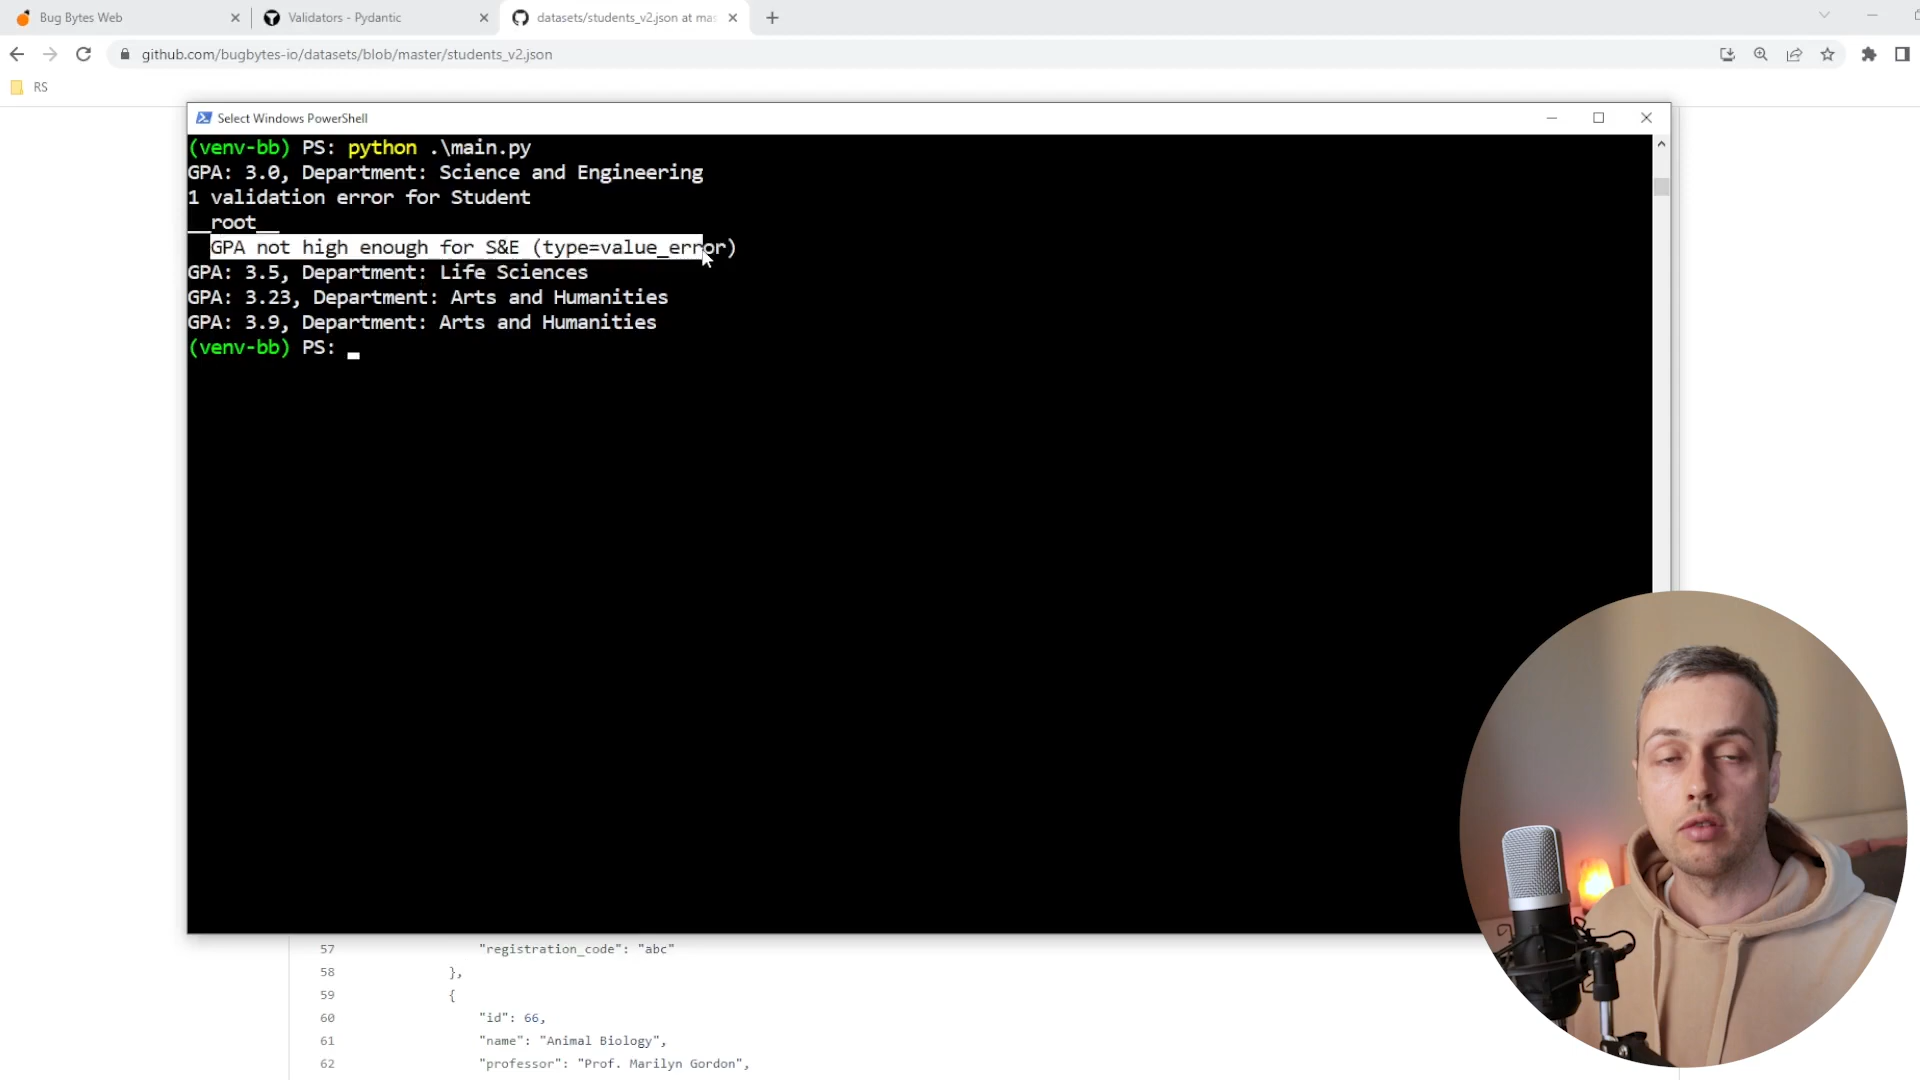 Bug Bytes Web
Validators - Pydantic
datasets/students_v2.json at mas
github.com/bugbytes-io/datasets/blob/master/students_v2.json
RS
Select Windows PowerShell
(venv-bb) PS: python .\main.py
GPA: 3.0, Department: Science and Engineering
1 validation error for Student
__root__
GPA not high enough for S&E (type=value_error)
GPA: 3.5, Department: Life Sciences
GPA: 3.23, Department: Arts and Humanities
GPA: 3.9, Department: Arts and Humanities
(venv-bb) PS:
57 "registration_code": "abc"
58 },
59 {
60 "id": 66,
61 "name": "Animal Biology",
62 "professor": "Prof. Marilyn Gordon",